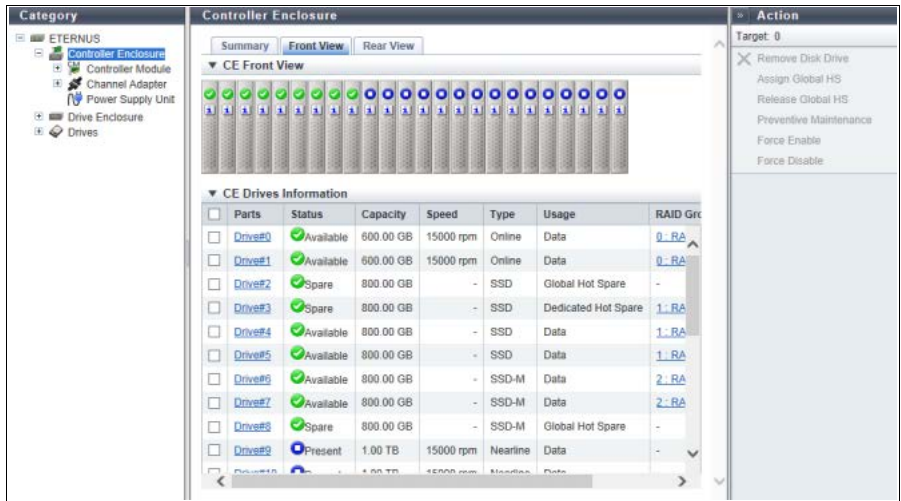 Category
ETERNUS
Controller Enclosure
Controller Module
Channel Adapter
Power Supply Unit
Drive Enclosure
Drives
Controller Enclosure
Summary Front View Rear View
CE Front View
CE Drives Information
Parts Status Capacity Speed Type Usage RAID Gro
Drive#0 Available 600.00 GB 15000 rpm Online Data 0 : RA
Drive#1 Available 600.00 GB 15000 rpm Online Data 0 : RA
Drive#2 Spare 800.00 GB - SSD Global Hot Spare -
Drive#3 Spare 800.00 GB - SSD Dedicated Hot Spare 1 : RA
Drive#4 Available 800.00 GB - SSD Data 1 : RA
Drive#5 Available 800.00 GB - SSD Data 1 : RA
Drive#6 Available 800.00 GB - SSD-M Data 2 : RA
Drive#7 Available 800.00 GB - SSD-M Data 2 : RA
Drive#8 Spare 800.00 GB - SSD-M Global Hot Spare -
Drive#9 Present 1.00 TB 15000 rpm Nearline Data -
» Action
Target: 0
Remove Disk Drive
Assign Global HS
Release Global HS
Preventive Maintenance
Force Enable
Force Disable